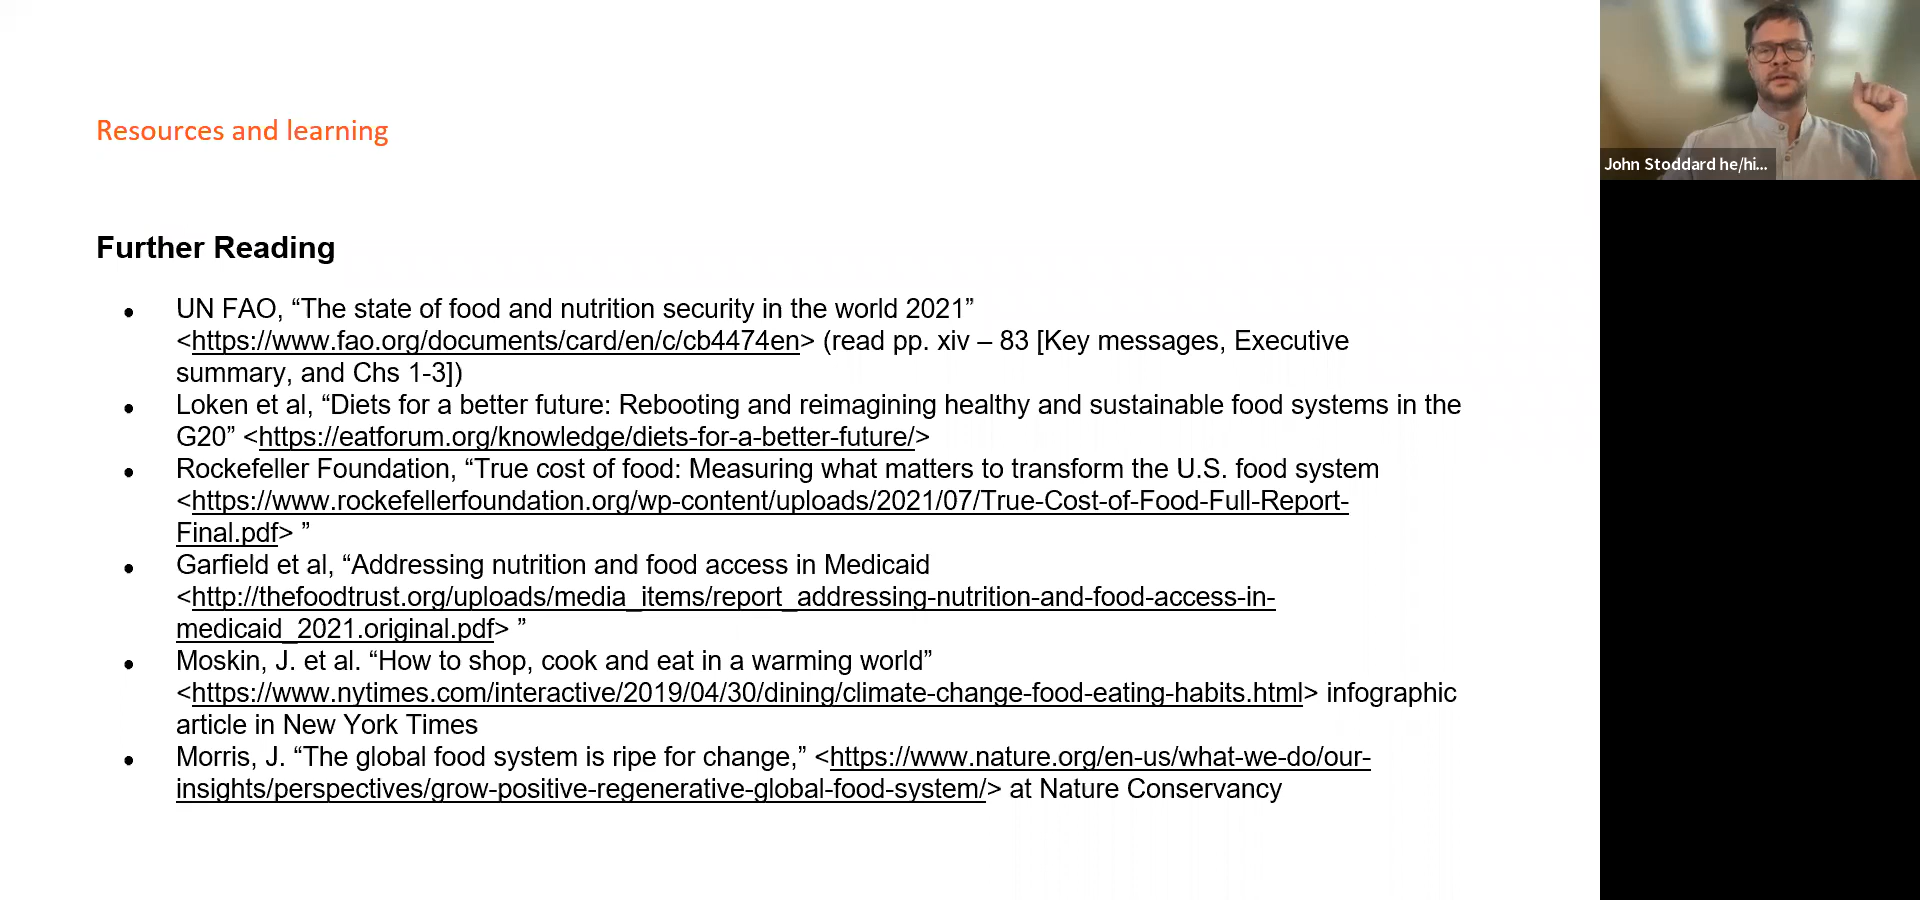 Resources and learning
John Stoddard he/hi...
Further Reading
● UN FAO, “The state of food and nutrition security in the world 2021”
<https://www.fao.org/documents/card/en/c/cb4474en> (read pp. xiv – 83 [Key messages, Executive
summary, and Chs 1-3])
● Loken et al, “Diets for a better future: Rebooting and reimagining healthy and sustainable food systems in the
G20” <https://eatforum.org/knowledge/diets-for-a-better-future/>
● Rockefeller Foundation, “True cost of food: Measuring what matters to transform the U.S. food system
<https://www.rockefellerfoundation.org/wp-content/uploads/2021/07/True-Cost-of-Food-Full-Report-
Final.pdf> ”
● Garfield et al, “Addressing nutrition and food access in Medicaid
<http://thefoodtrust.org/uploads/media_items/report_addressing-nutrition-and-food-access-in-
medicaid_2021.original.pdf> ”
● Moskin, J. et al. “How to shop, cook and eat in a warming world”
<https://www.nytimes.com/interactive/2019/04/30/dining/climate-change-food-eating-habits.html> infographic
article in New York Times
● Morris, J. “The global food system is ripe for change,” <https://www.nature.org/en-us/what-we-do/our-
insights/perspectives/grow-positive-regenerative-global-food-system/> at Nature Conservancy